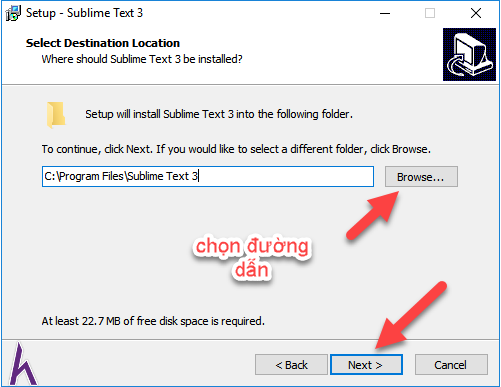 Setup - Sublime Text 3
Select Destination Location
Where should Sublime Text 3 be installed?
Setup will install Sublime Text 3 into the following folder.
To continue, click Next. If you would like to select a different folder, click Browse.
C:\Program Files\Sublime Text 3
Browse...
chọn đường
dẫn
At least 22.7 MB of free disk space is required.
< Back
Next >
Cancel